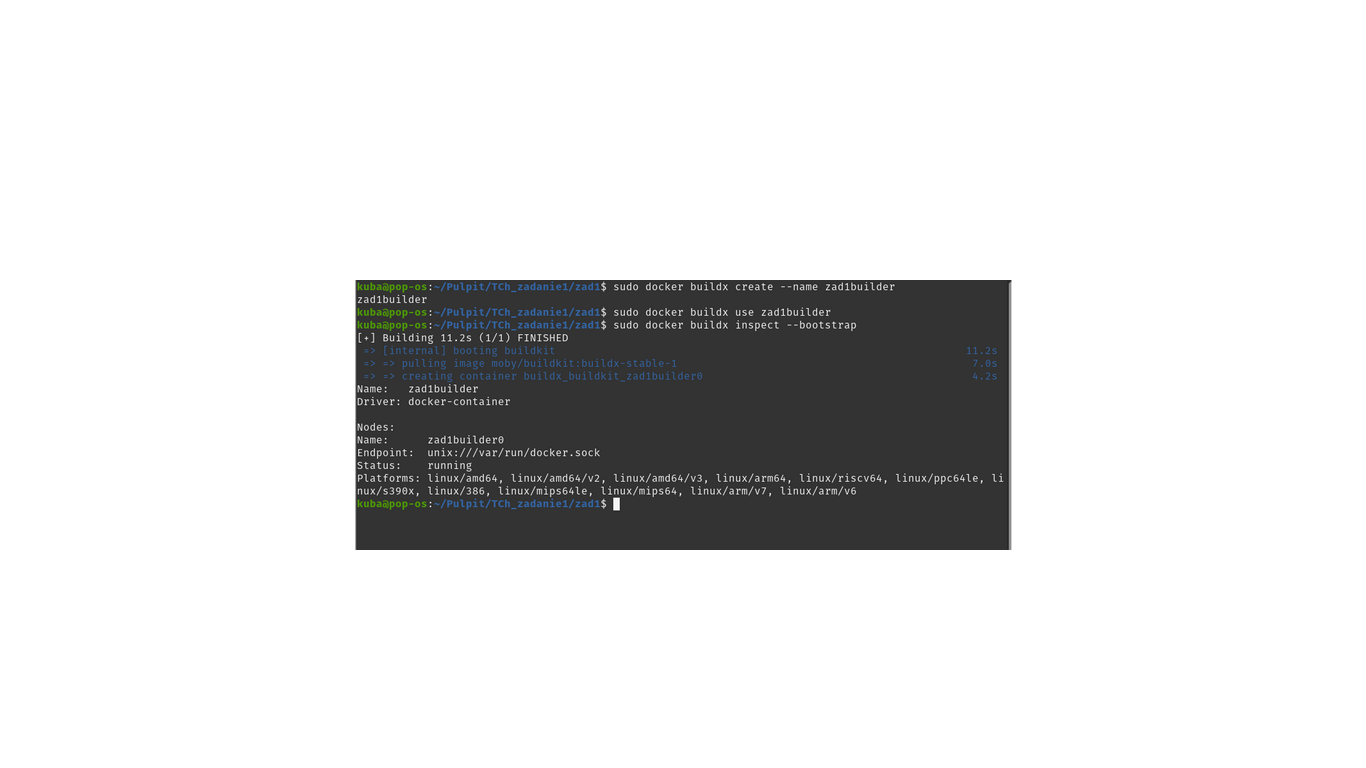 kuba@pop-os:~/Pulpit/TCh_zadanie1/zad1$ sudo docker buildx create --name zad1builder
zad1builder
kuba@pop-os:~/Pulpit/TCh_zadanie1/zad1$ sudo docker buildx use zad1builder
kuba@pop-os:~/Pulpit/TCh_zadanie1/zad1$ sudo docker buildx inspect --bootstrap
[+] Building 11.2s (1/1) FINISHED
=> [internal] booting buildkit 11.2s
=> => pulling image moby/buildkit:buildx-stable-1 7.0s
=> => creating container buildx_buildkit_zad1builder0 4.2s
Name: zad1builder
Driver: docker-container
Nodes:
Name: zad1builder0
Endpoint: unix:///var/run/docker.sock
Status: running
Platforms: linux/amd64, linux/amd64/v2, linux/amd64/v3, linux/arm64, linux/riscv64, linux/ppc64le, li
nux/s390x, linux/386, linux/mips64le, linux/mips64, linux/arm/v7, linux/arm/v6
kuba@pop-os:~/Pulpit/TCh_zadanie1/zad1$